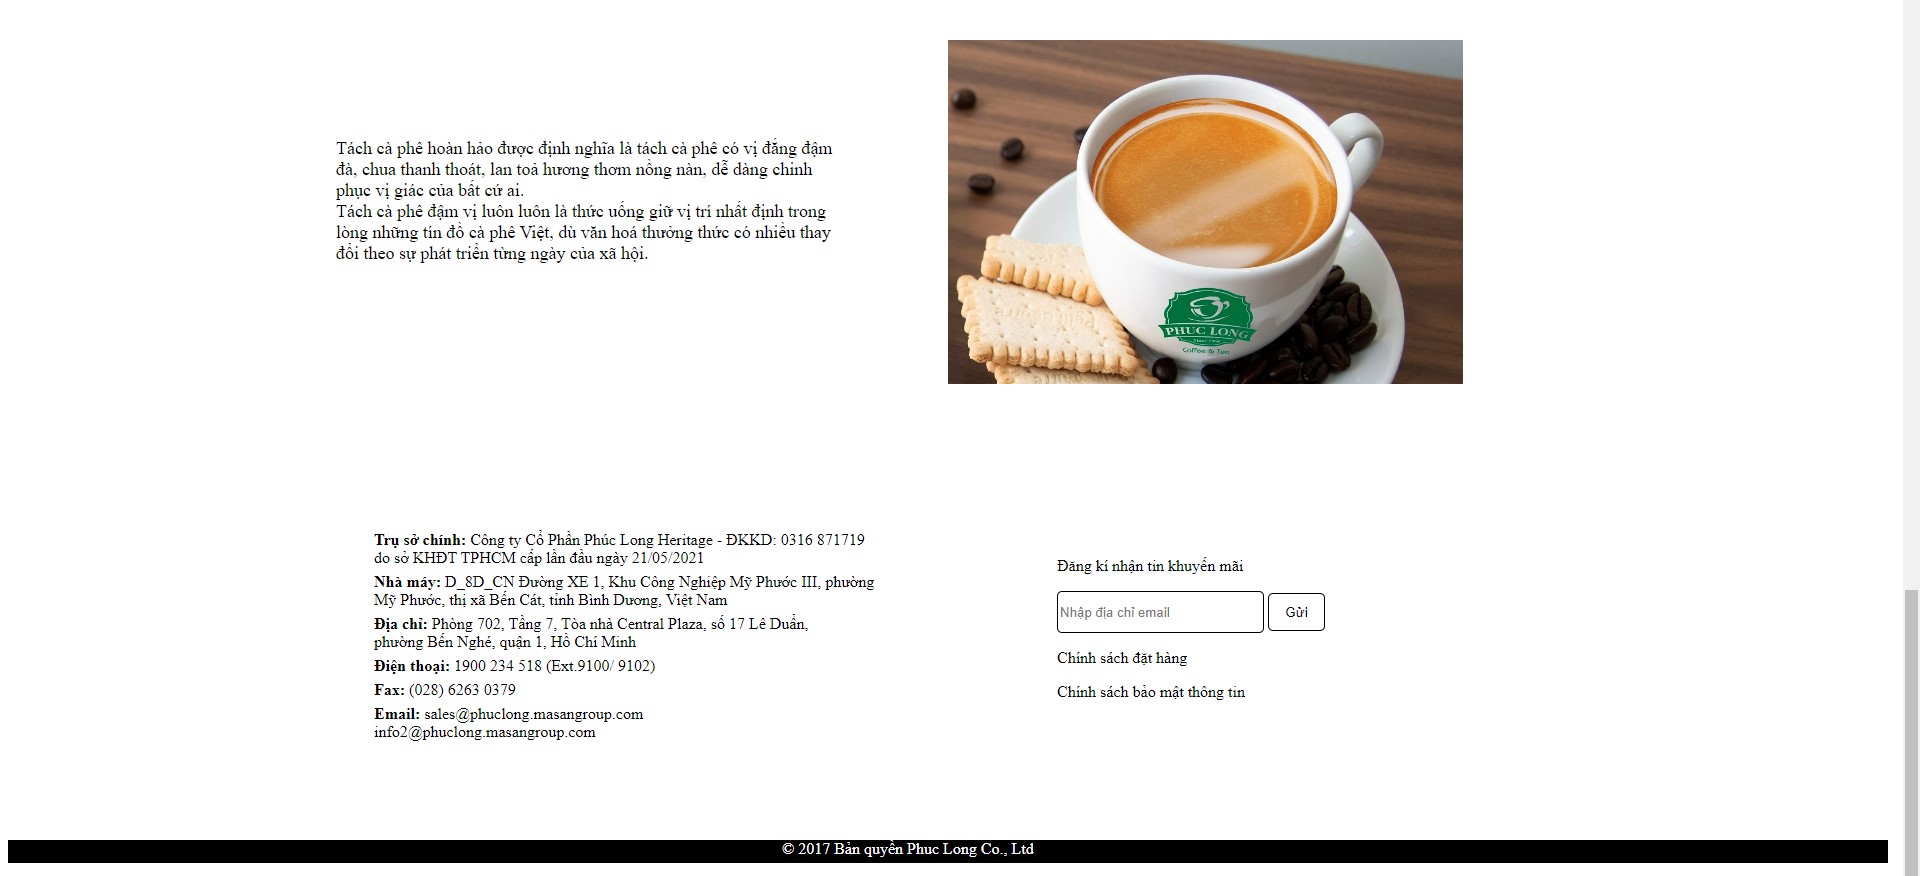 Tách cà phê hoàn hảo được định nghĩa là tách cà phê có vị đắng đậm
đà, chua thanh thoát, lan toả hương thơm nồng nàn, dễ dàng chinh
phục vị giác của bất cứ ai.
Tách cà phê đậm vị luôn luôn là thức uống giữ vị trí nhất định trong
lòng những tín đồ cà phê Việt, dù văn hoá thưởng thức có nhiều thay
đổi theo sự phát triển từng ngày của xã hội.
PHUC LONG
Coffee & Tea
Trụ sở chính: Công ty Cổ Phần Phúc Long Heritage - ĐKKD: 0316 871719
do sở KHĐT TPHCM cấp lần đầu ngày 21/05/2021
Nhà máy: D_8D_CN Đường XE 1, Khu Công Nghiệp Mỹ Phước III, phường
Mỹ Phước, thị xã Bến Cát, tỉnh Bình Dương, Việt Nam
Địa chỉ: Phòng 702, Tầng 7, Tòa nhà Central Plaza, số 17 Lê Duẩn,
phường Bến Nghé, quận 1, Hồ Chí Minh
Điện thoại: 1900 234 518 (Ext.9100/ 9102)
Fax: (028) 6263 0379
Email: sales@phuclong.masangroup.com
info2@phuclong.masangroup.com
Đăng kí nhận tin khuyến mãi
Nhập địa chỉ email
Gửi
Chính sách đặt hàng
Chính sách bảo mật thông tin
© 2017 Bản quyền Phuc Long Co., Ltd